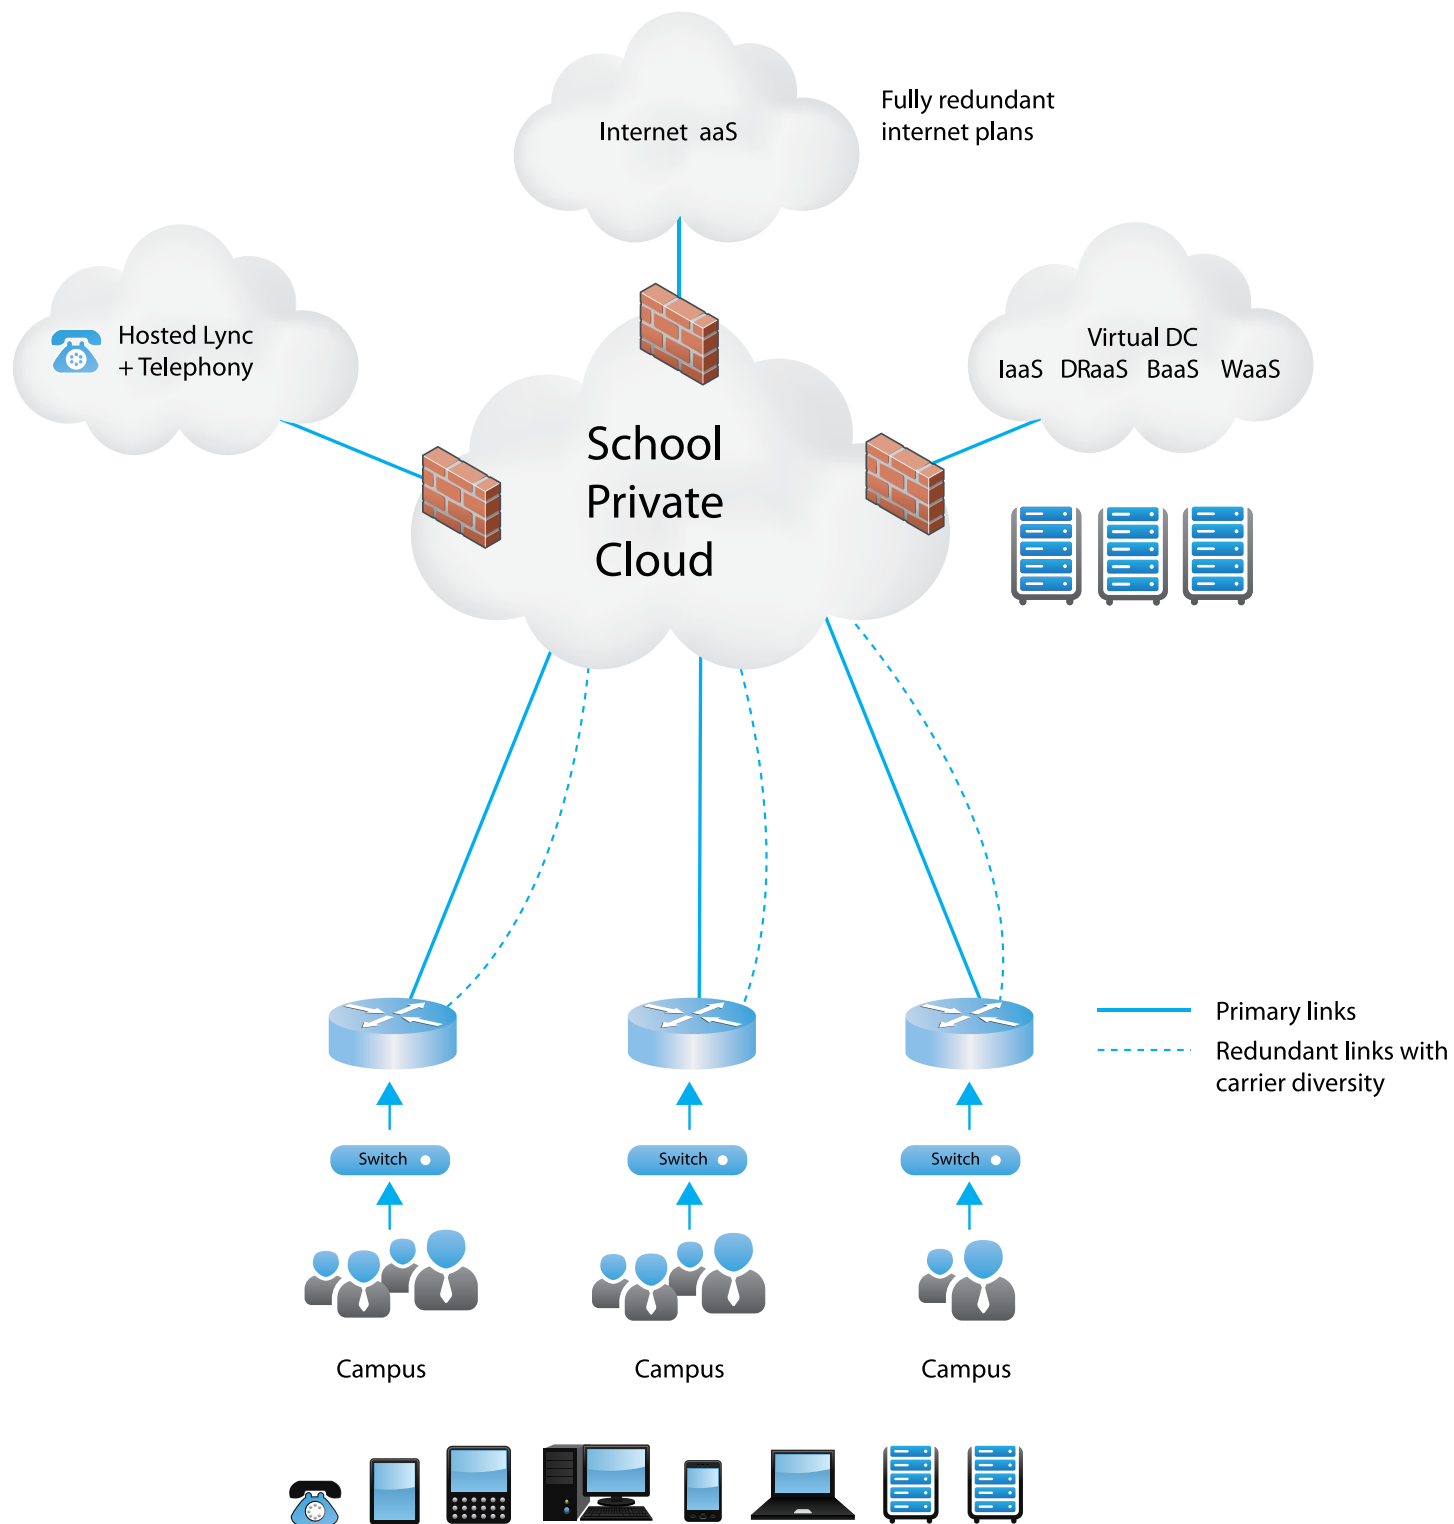 Internet aaS
Fully redundant
internet plans
Hosted Lync
+ Telephony
Virtual DC
IaaS DRaaS BaaS WaaS
School
Private
Cloud
Primary links
Redundant links with
carrier diversity
Switch
Switch
Switch
Campus
Campus
Campus